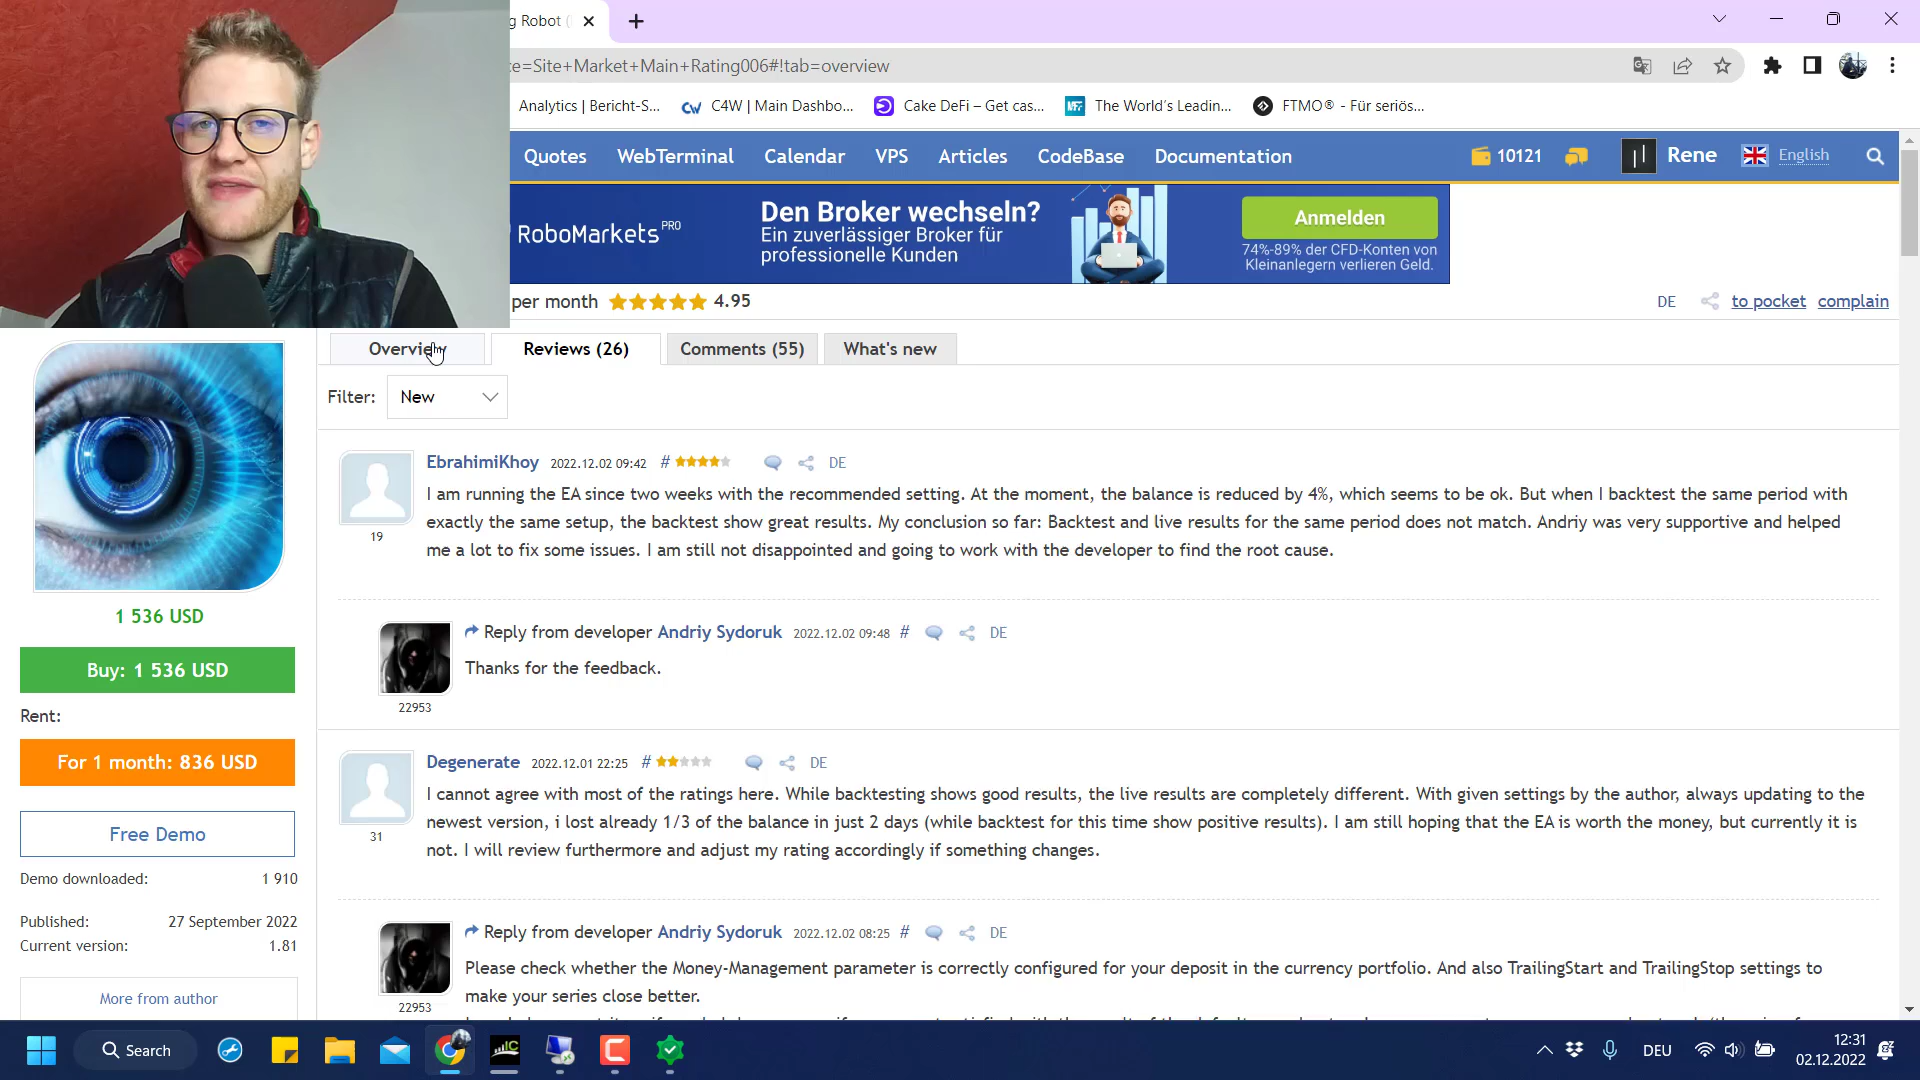 g Robot (
ce=Site+Market+Main+Rating006#!tab=overview
Analytics | Bericht-S...
C4W | Main Dashbo...
Cake DeFi – Get cas...
The World's Leadin...
FTMO® - Für seriös...
Quotes WebTerminal Calendar VPS Articles CodeBase Documentation
10121 Rene English
RoboMarkets PRO
Den Broker wechseln?
Ein zuverlässiger Broker für
professionelle Kunden
Anmelden
74%-89% der CFD-Konten von
Kleinanlegern verlieren Geld.
per month 4.95
DE to pocket complain
Overview Reviews (26) Comments (55) What's new
Filter: New
EbrahimiKhoy 2022.12.02 09:42 # DE
19
I am running the EA since two weeks with the recommended setting. At the moment, the balance is reduced by 4%, which seems to be ok. But when I backtest the same period with
exactly the same setup, the backtest show great results. My conclusion so far: Backtest and live results for the same period does not match. Andriy was very supportive and helped
me a lot to fix some issues. I am still not disappointed and going to work with the developer to find the root cause.
Reply from developer Andriy Sydoruk 2022.12.02 09:48 # DE
Thanks for the feedback.
22953
Degenerate 2022.12.01 22:25 # DE
31
I cannot agree with most of the ratings here. While backtesting shows good results, the live results are completely different. With given settings by the author, always updating to the
newest version, i lost already 1/3 of the balance in just 2 days (while backtest for this time show positive results). I am still hoping that the EA is worth the money, but currently it is
not. I will review furthermore and adjust my rating accordingly if something changes.
Reply from developer Andriy Sydoruk 2022.12.02 08:25 # DE
Please check whether the Money-Management parameter is correctly configured for your deposit in the currency portfolio. And also TrailingStart and TrailingStop settings to
make your series close better.
22953
1 536 USD
Buy: 1 536 USD
Rent:
For 1 month: 836 USD
Free Demo
Demo downloaded: 1 910
Published: 27 September 2022
Current version: 1.81
More from author
Search
IC
DEU
12:31
02.12.2022